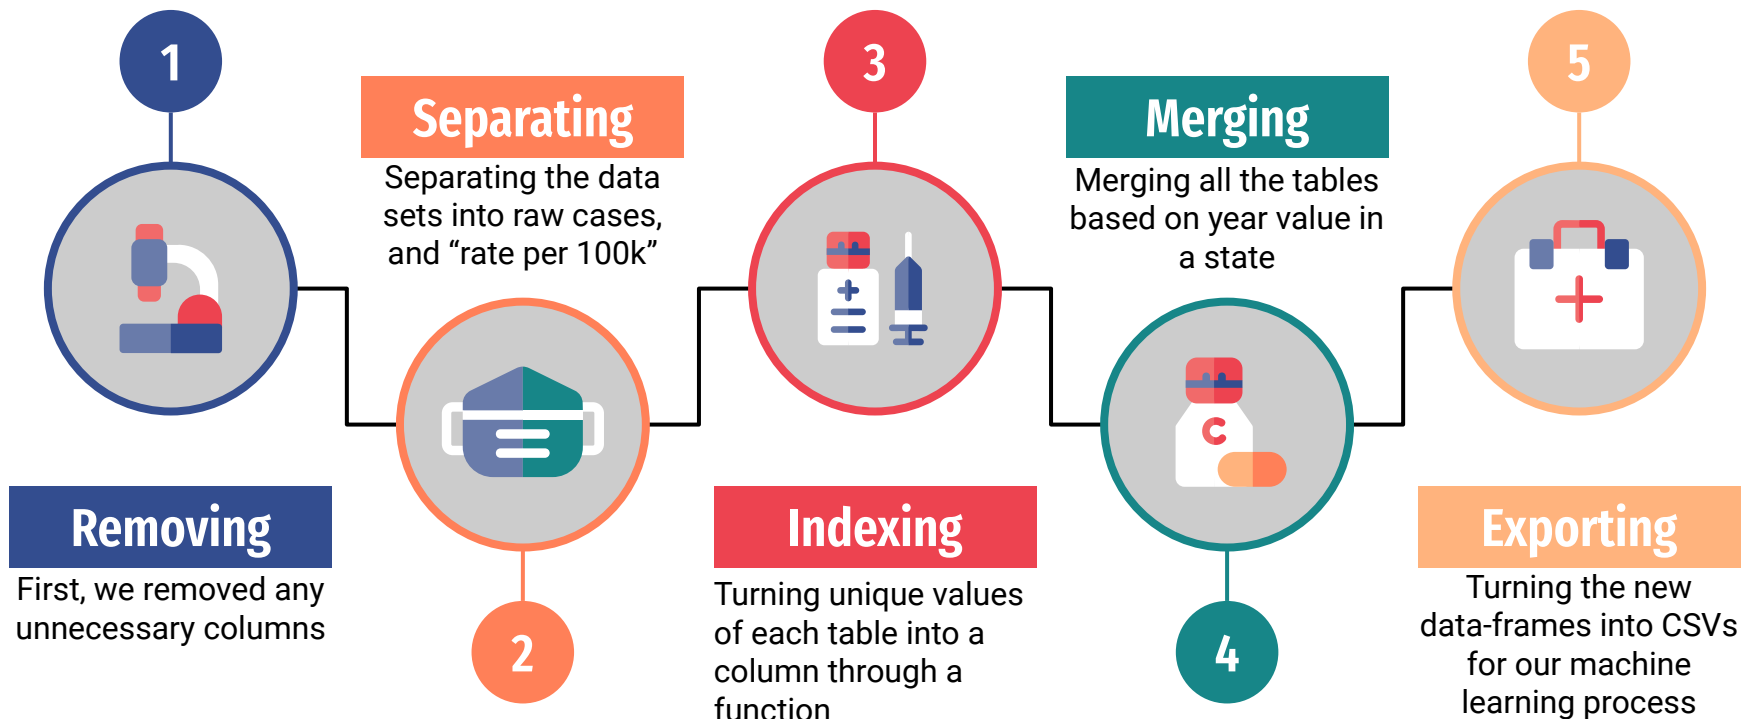 1
Removing
First, we removed any
unnecessary columns
Separating
Separating the data
sets into raw cases,
and “rate per 100k”
2
3
Indexing
Turning unique values
of each table into a
column through a
function
Merging
Merging all the tables
based on year value in
a state
C
4
5
Exporting
Turning the new
data-frames into CSVs
for our machine
learning process